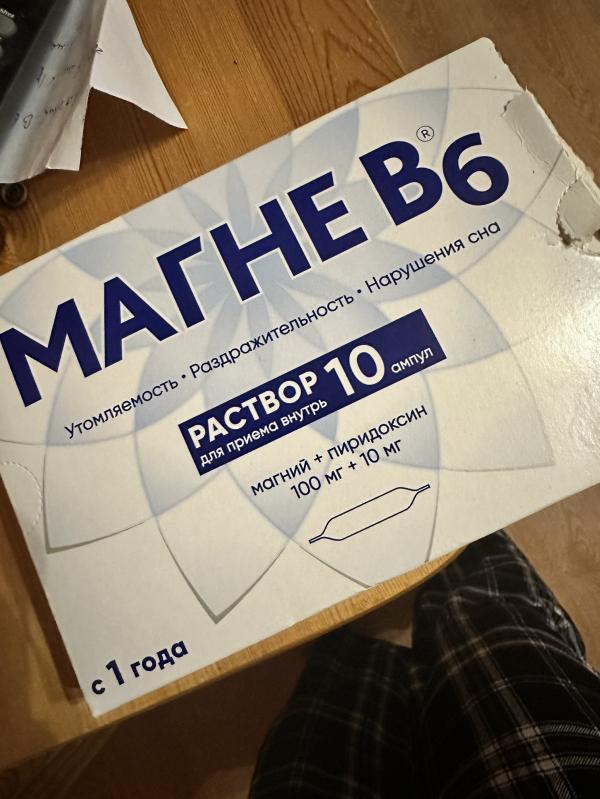 МАГНЕ B6®
Утомляемость • Раздражительность • Нарушения сна
РАСТВОР 10 ампул
для приема внутрь
магний + пиридоксин
100 мг + 10 мг
с 1 года